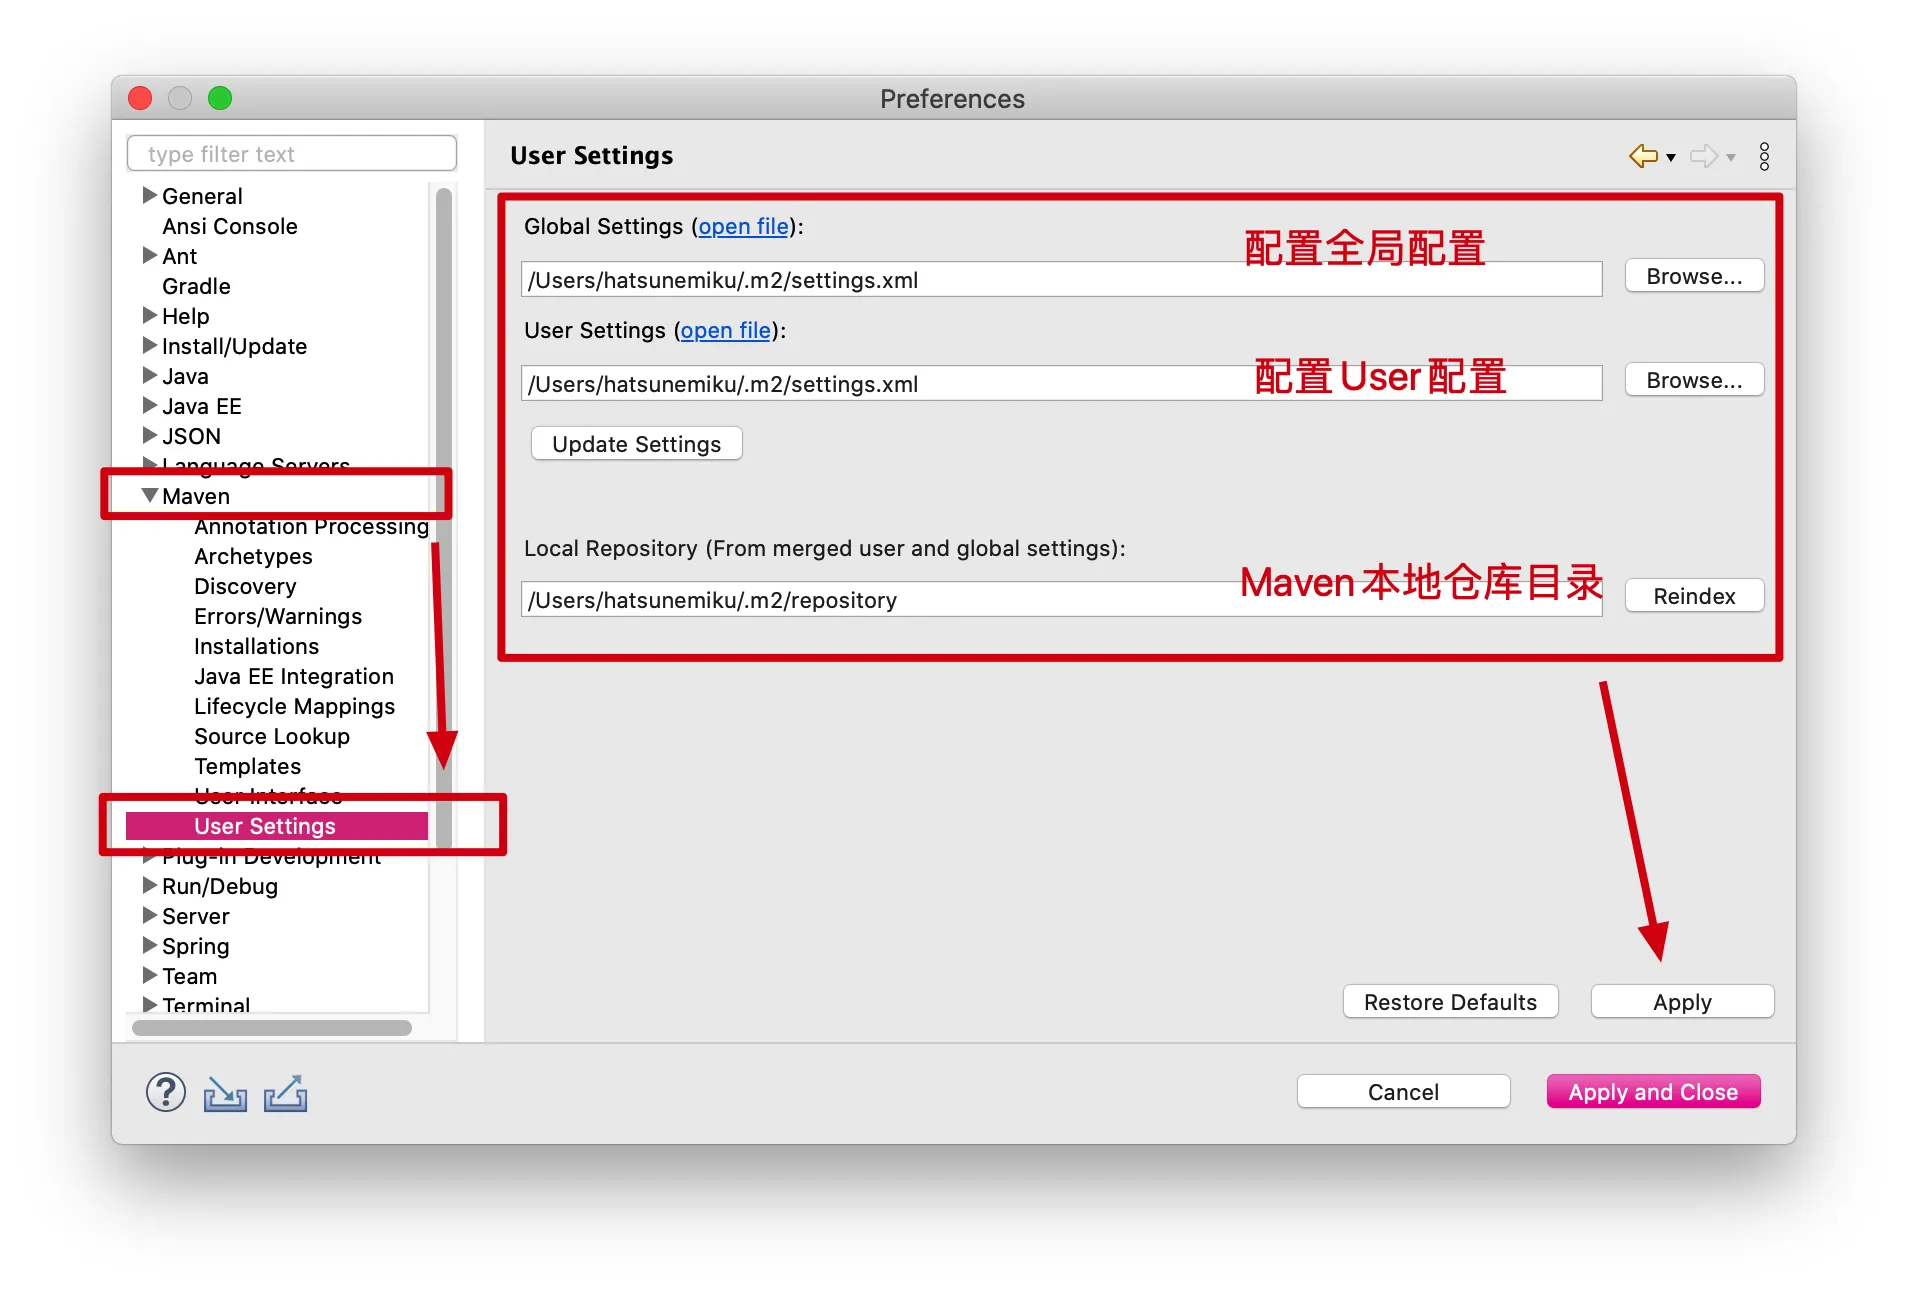 Preferences
type filter text
General
Ansi Console
Ant
Gradle
Help
Install/Update
Java
Java EE
JSON
Language Servers
Maven
Annotation Processing
Archetypes
Discovery
Errors/Warnings
Installations
Java EE Integration
Lifecycle Mappings
Source Lookup
Templates
User Interface
User Settings
Plug-in Development
Run/Debug
Server
Spring
Team
Terminal
User Settings
Global Settings (open file):
配置全局配置
/Users/hatsunemiku/.m2/settings.xml
Browse...
User Settings (open file):
配置User配置
/Users/hatsunemiku/.m2/settings.xml
Browse...
Update Settings
Local Repository (From merged user and global settings):
Maven本地仓库目录
/Users/hatsunemiku/.m2/repository
Reindex
Restore Defaults
Apply
?
Cancel
Apply and Close